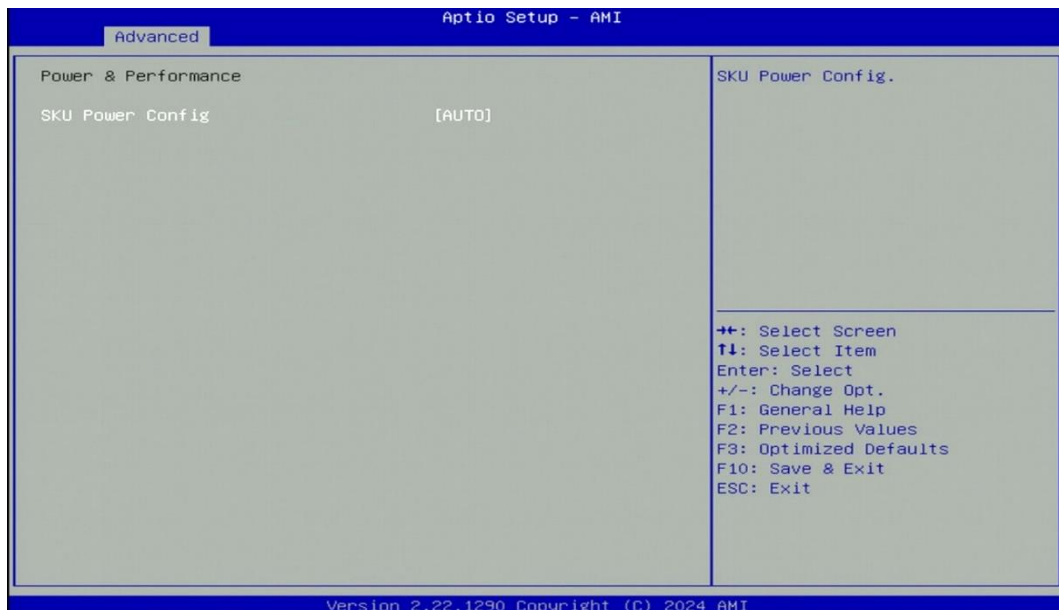 Aptio Setup – AMI
Advanced
Power & Performance
SKU Power Config [AUTO]
SKU Power Config.
→←: Select Screen
↑↓: Select Item
Enter: Select
+/-: Change Opt.
F1: General Help
F2: Previous Values
F3: Optimized Defaults
F10: Save & Exit
ESC: Exit
Version 2.22.1290 Copyright (C) 2024 AMI